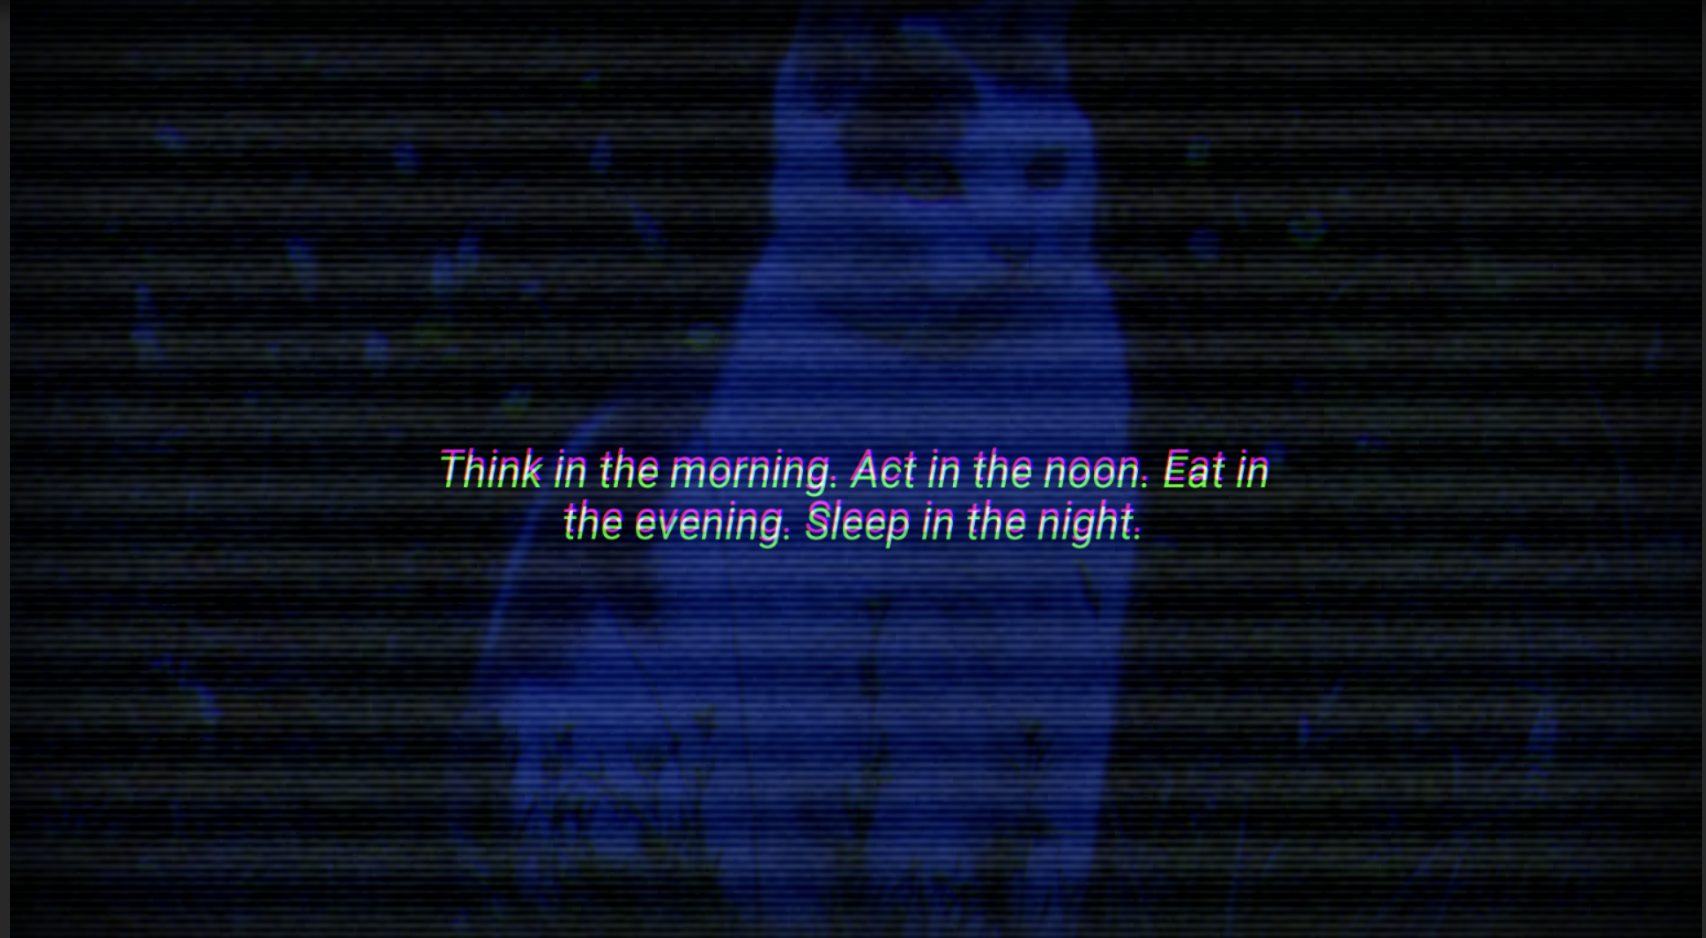 Think in the morning. Act in the noon. Eat in
the evening. Sleep in the night.